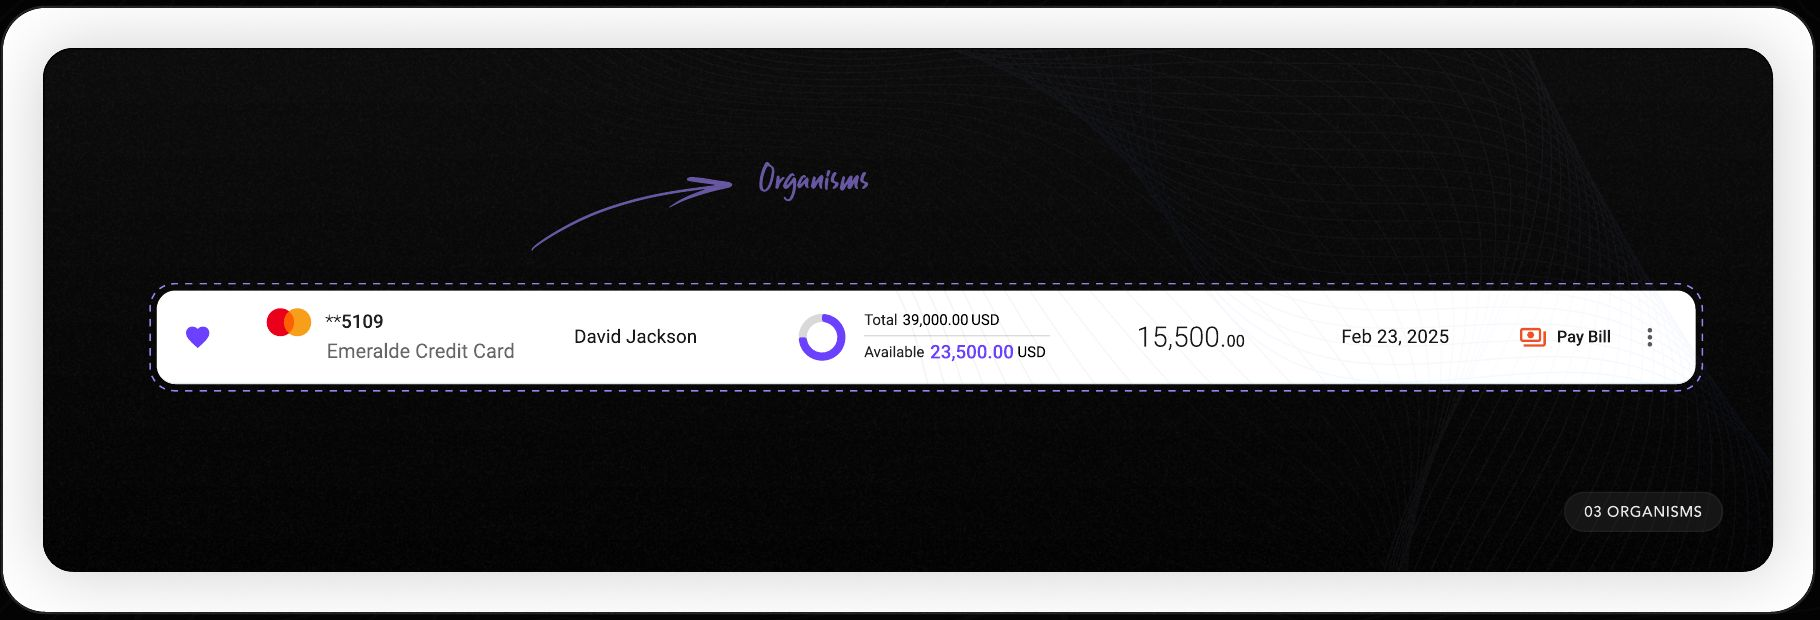 Organisms
**5109
Emeralde Credit Card
David Jackson
Total 39,000.00 USD
Available 23,500.00 USD
15,500.00
Feb 23, 2025
Pay Bill
03 ORGANISMS